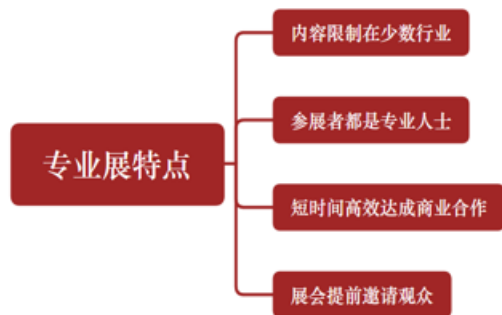 内容限制在少数行业
参展者都是专业人士
专业展特点
短时间高效达成商业合作
展会提前邀请观众